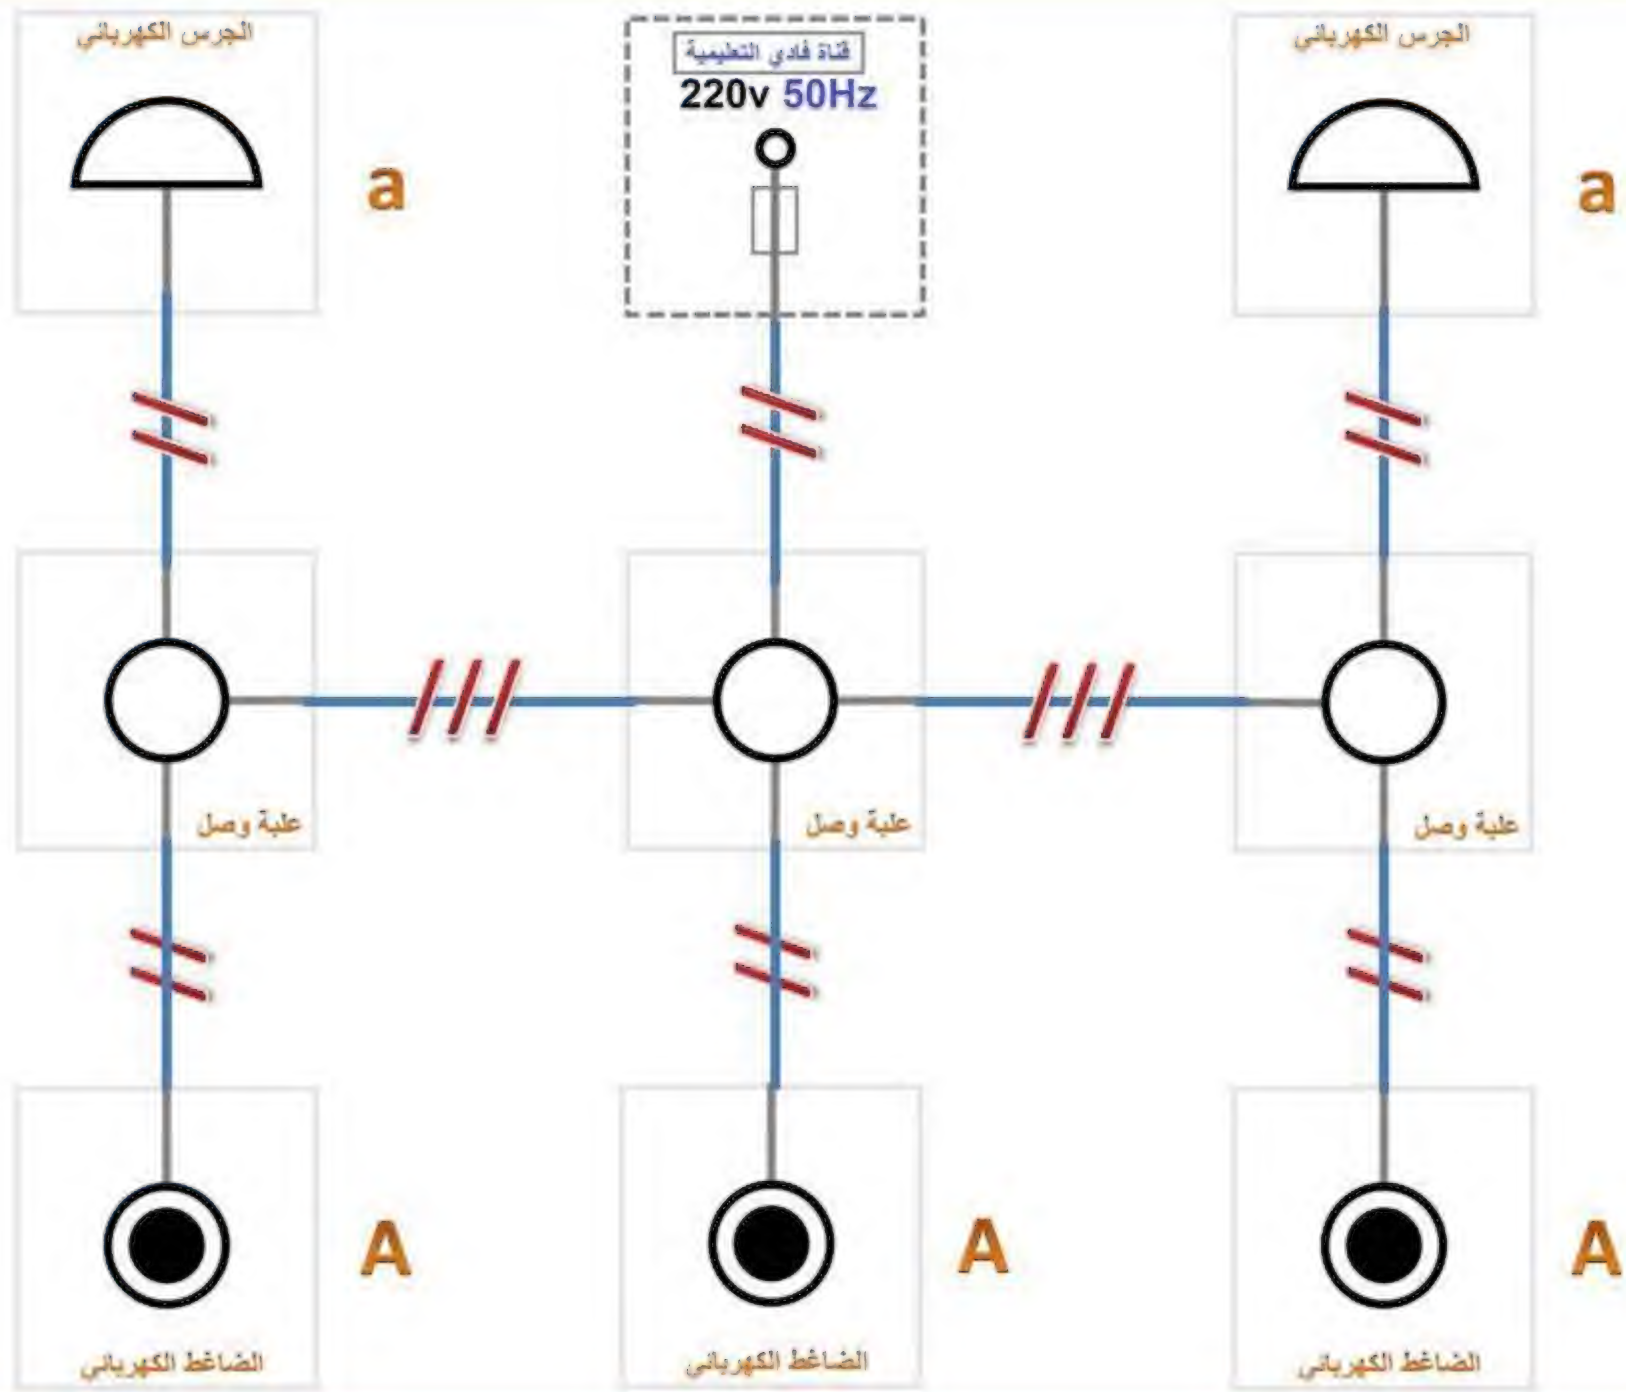 الجرس الكهربائي
قناة فادي التعليمية
220v 50Hz
الجرس الكهربائي
a
a
علبة وصل
علبة وصل
علبة وصل
A
A
A
الضاغط الكهربائي
الضاغط الكهربائي
الضاغط الكهربائي